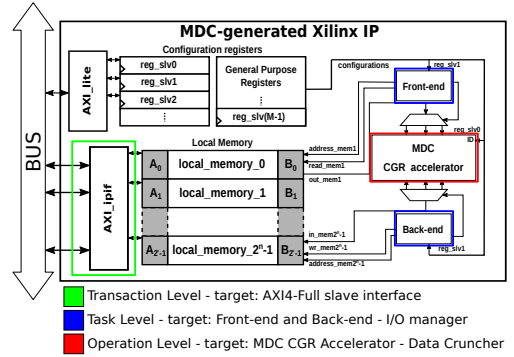 MDC-generated Xilinx IP
Configuration registers
reg_slv0
reg_slv1
reg_slv2
⋮
General Purpose
Registers
⋮
reg_slv(M-1)
configurations
reg_slv1
Front-end
AXI_lite
BUS
reg_slv0
ID
MDC
CGR accelerator
Local Memory
address_mem1
read_mem1
out_mem1
AXI_ipif
A0 local_memory_0 B0
A1 local_memory_1 B1
A2ⁿ-1 local_memory_2ⁿ-1 B2ⁿ-1
in_mem2ⁿ-1
wr_mem2ⁿ-1
address_mem2ⁿ-1
Back-end
reg_slv1
Transaction Level - target: AXI4-Full slave interface
Task Level - target: Front-end and Back-end - I/O manager
Operation Level - target: MDC CGR Accelerator - Data Cruncher